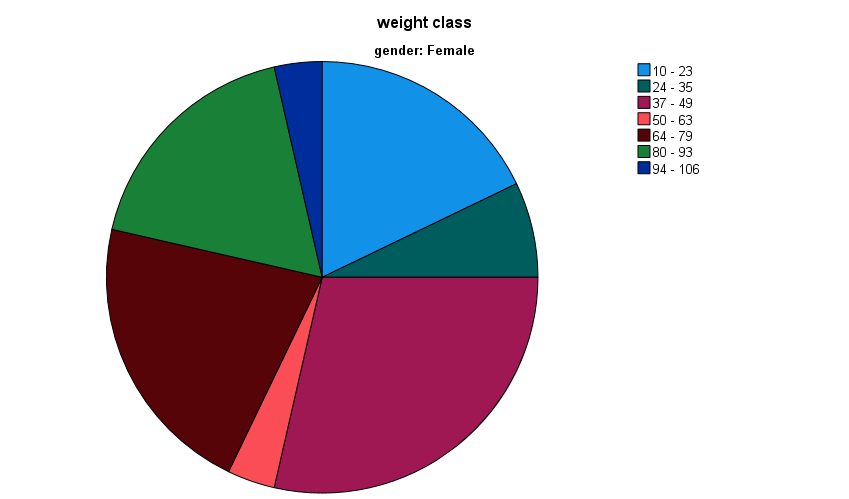 weight class
gender: Female
10 - 23
24 - 35
37 - 49
50 - 63
64 - 79
80 - 93
94 - 106